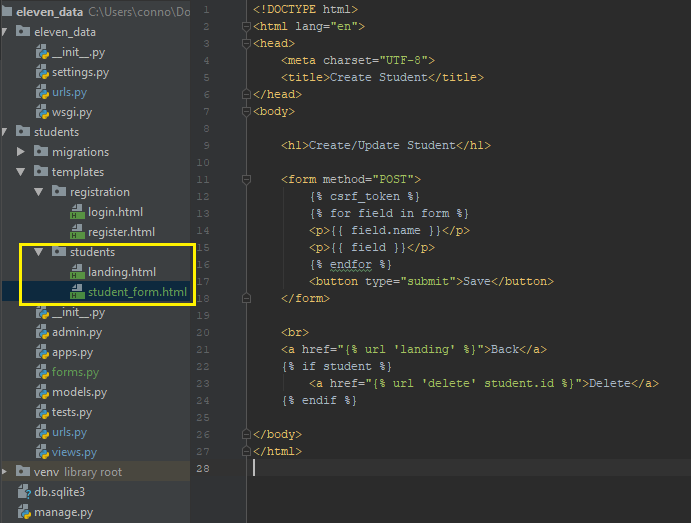 eleven_data C:\Users\conno\Do
eleven_data
__init__.py
settings.py
urls.py
wsgi.py
students
migrations
templates
registration
login.html
register.html
students
landing.html
student_form.html
__init__.py
admin.py
apps.py
forms.py
models.py
tests.py
urls.py
views.py
venv library root
db.sqlite3
manage.py
1 <!DOCTYPE html>
2 <html lang="en">
3 <head>
4 <meta charset="UTF-8">
5 <title>Create Student</title>
6 </head>
7 <body>
8
9 <h1>Create/Update Student</h1>
10
11 <form method="POST">
12 {% csrf_token %}
13 {% for field in form %}
14 <p>{{ field.name }}</p>
15 <p>{{ field }}</p>
16 {% endfor %}
17 <button type="submit">Save</button>
18 </form>
19
20 <br>
21 <a href="{% url 'landing' %}">Back</a>
22 {% if student %}
23 <a href="{% url 'delete' student.id %}">Delete</a>
24 {% endif %}
25
26 </body>
27 </html>
28